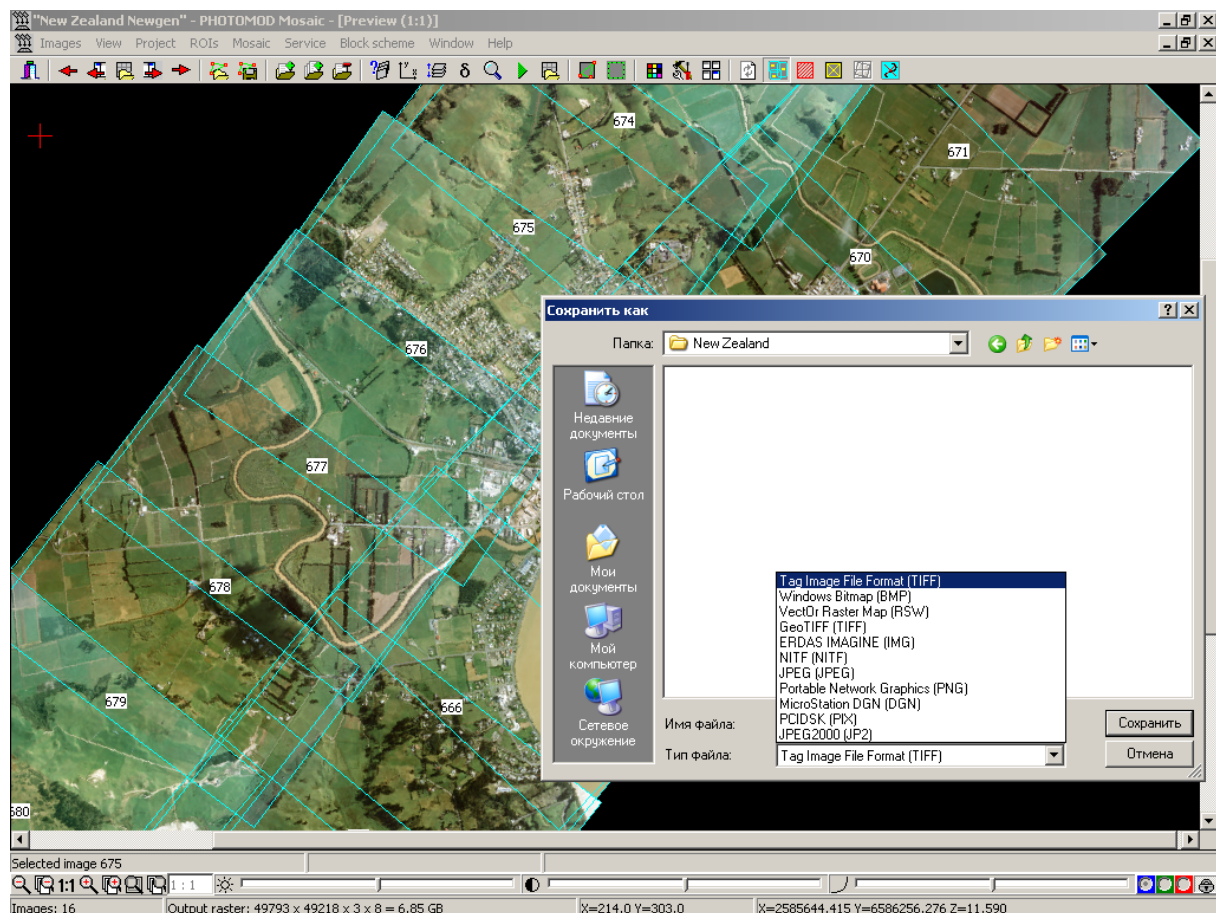 "New Zealand Newgen" - PHOTOMOD Mosaic - [Preview (1:1)]
Images View Project ROIs Mosaic Service Block scheme Window Help
674
671
675
670
676
677
678
679
666
680
Сохранить как
Папка: New Zealand
Недавние
документы
Рабочий стол
Мои
документы
Мой
компьютер
Сетевое
окружение
Tag Image File Format (TIFF)
Windows Bitmap (BMP)
VectOr Raster Map (RSW)
GeoTIFF (TIFF)
ERDAS IMAGINE (IMG)
NITF (NITF)
JPEG (JPEG)
Portable Network Graphics (PNG)
MicroStation DGN (DGN)
PCIDSK (PIX)
JPEG2000 (JP2)
Имя файла:
Сохранить
Тип файла: Tag Image File Format (TIFF)
Отмена
Selected image 675
1:1 1 : 1
Images: 16 Output raster: 49793 x 49218 x 3 x 8 = 6.85 GB X=214.0 Y=303.0 X=2585644.415 Y=6586256.276 Z=11.590